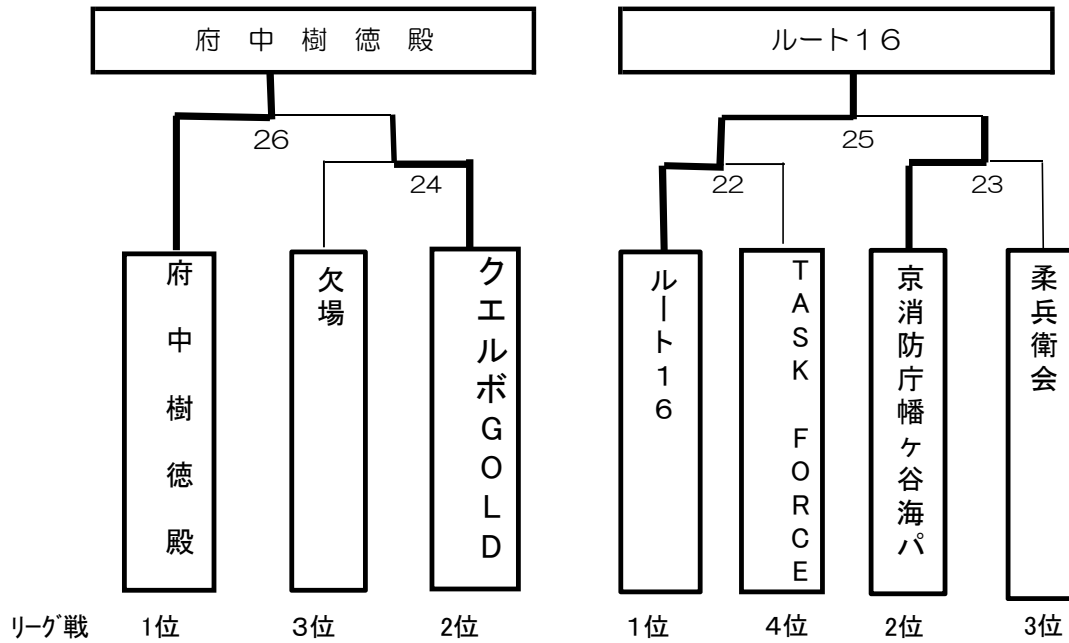 府中樹徳殿
ルート16
26
25
24
22
23
府中樹徳殿
欠場
クエルボGOLD
ルート16
TASK FORCE
京消防庁幡ヶ谷海パ
柔兵衛会
リーグ戦 1位 3位 2位 1位 4位 2位 3位